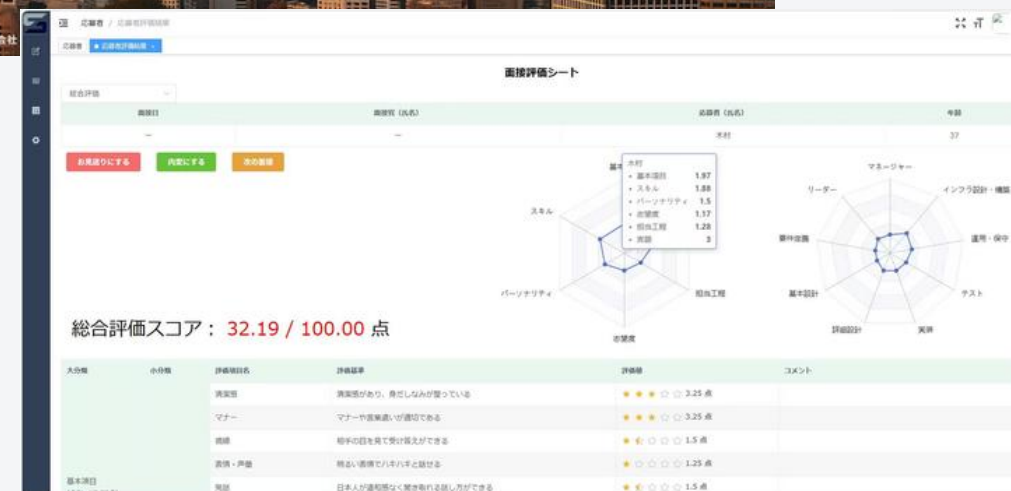 会社
応募者 / 応募者評価結果
応募者
応募者評価結果 ×
面接評価シート
総合評価
面接日 面接官（氏名） 応募者（氏名） 年齢
— — 木村 37
お見送りにする 内定にする 次の面接
木村
基本項目 1.97
スキル 1.88
パーソナリティ 1.5
志望度 1.17
担当工程 1.28
言語 3
スキル
パーソナリティ
志望度
担当工程
マネージャー
リーダー
インフラ設計・構築
要件定義
運用・保守
基本設計
テスト
詳細設計
実装
総合評価スコア： 32.19 / 100.00 点
大分類 小分類 評価項目名 評価基準 評価値 コメント
清潔感 清潔感があり、身だしなみが整っている 3.25 点
マナー マナーや言葉遣いが適切である 3.25 点
視線 相手の目を見て受け答えができる 1.5 点
表情・声量 明るい表情でハキハキと話せる 1.25 点
基本項目
発話 日本人が違和感なく聞き取れる話し方ができる 1.5 点